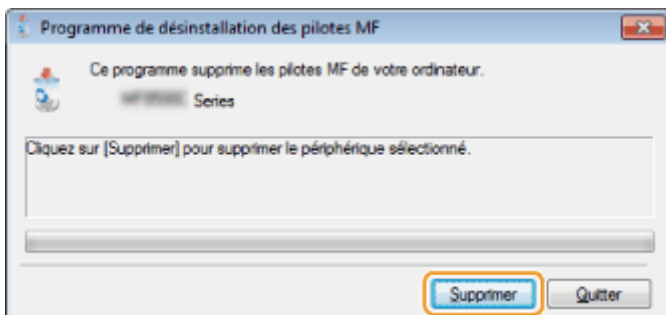 Programme de désinstallation des pilotes MF
Ce programme supprime les pilotes MF de votre ordinateur.
Series
Cliquez sur [Supprimer] pour supprimer le périphérique sélectionné.
Supprimer
Quitter